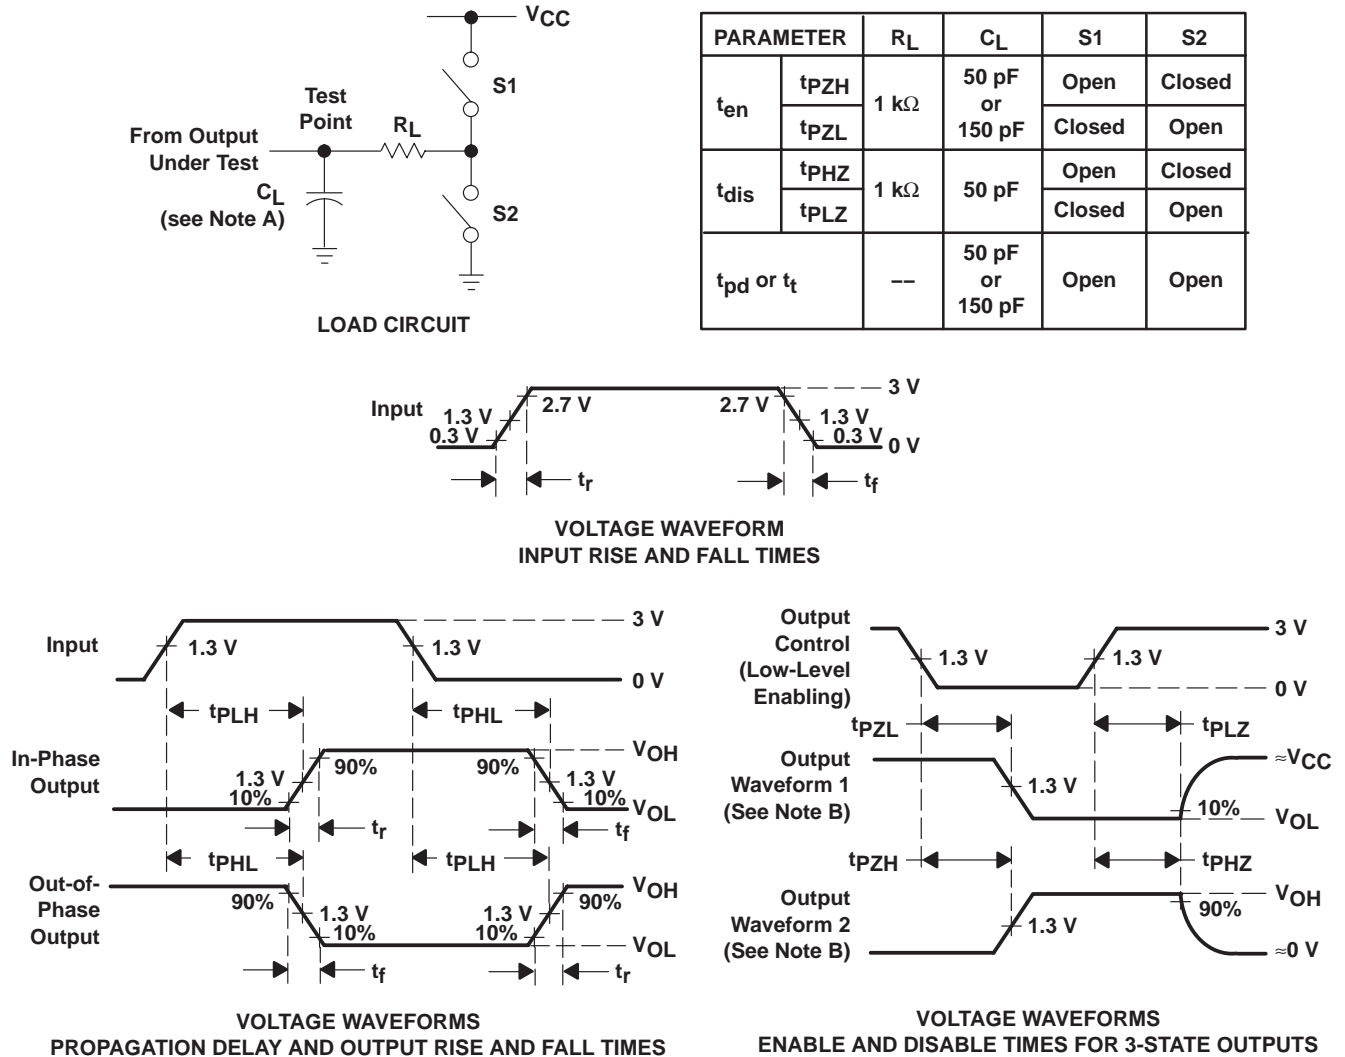 VCC
S1
Test
Point
RL
From Output
Under Test
CL
(see Note A)
S2
LOAD CIRCUIT
PARAMETER RL CL S1 S2
ten tPZH 1 kΩ 50 pF or 150 pF Open Closed
tPZL Closed Open
tdis tPHZ 1 kΩ 50 pF Open Closed
tPLZ Closed Open
tpd or tt –– 50 pF or 150 pF Open Open
Input
1.3 V
0.3 V
2.7 V
2.7 V
3 V
1.3 V
0.3 V
0 V
tr
tf
VOLTAGE WAVEFORM
INPUT RISE AND FALL TIMES
Input
1.3 V
1.3 V
3 V
0 V
tPLH
tPHL
In-Phase
Output
1.3 V
10%
90%
90%
1.3 V
10%
VOH
VOL
tr
tf
tPHL
tPLH
Out-of-
Phase
Output
90%
1.3 V
10%
1.3 V
10%
90%
VOH
VOL
tf
tr
VOLTAGE WAVEFORMS
PROPAGATION DELAY AND OUTPUT RISE AND FALL TIMES
Output
Control
(Low-Level
Enabling)
1.3 V
1.3 V
3 V
0 V
tPZL
tPLZ
Output
Waveform 1
(See Note B)
1.3 V
10%
≈VCC
VOL
tPZH
tPHZ
Output
Waveform 2
(See Note B)
1.3 V
90%
VOH
≈0 V
VOLTAGE WAVEFORMS
ENABLE AND DISABLE TIMES FOR 3-STATE OUTPUTS